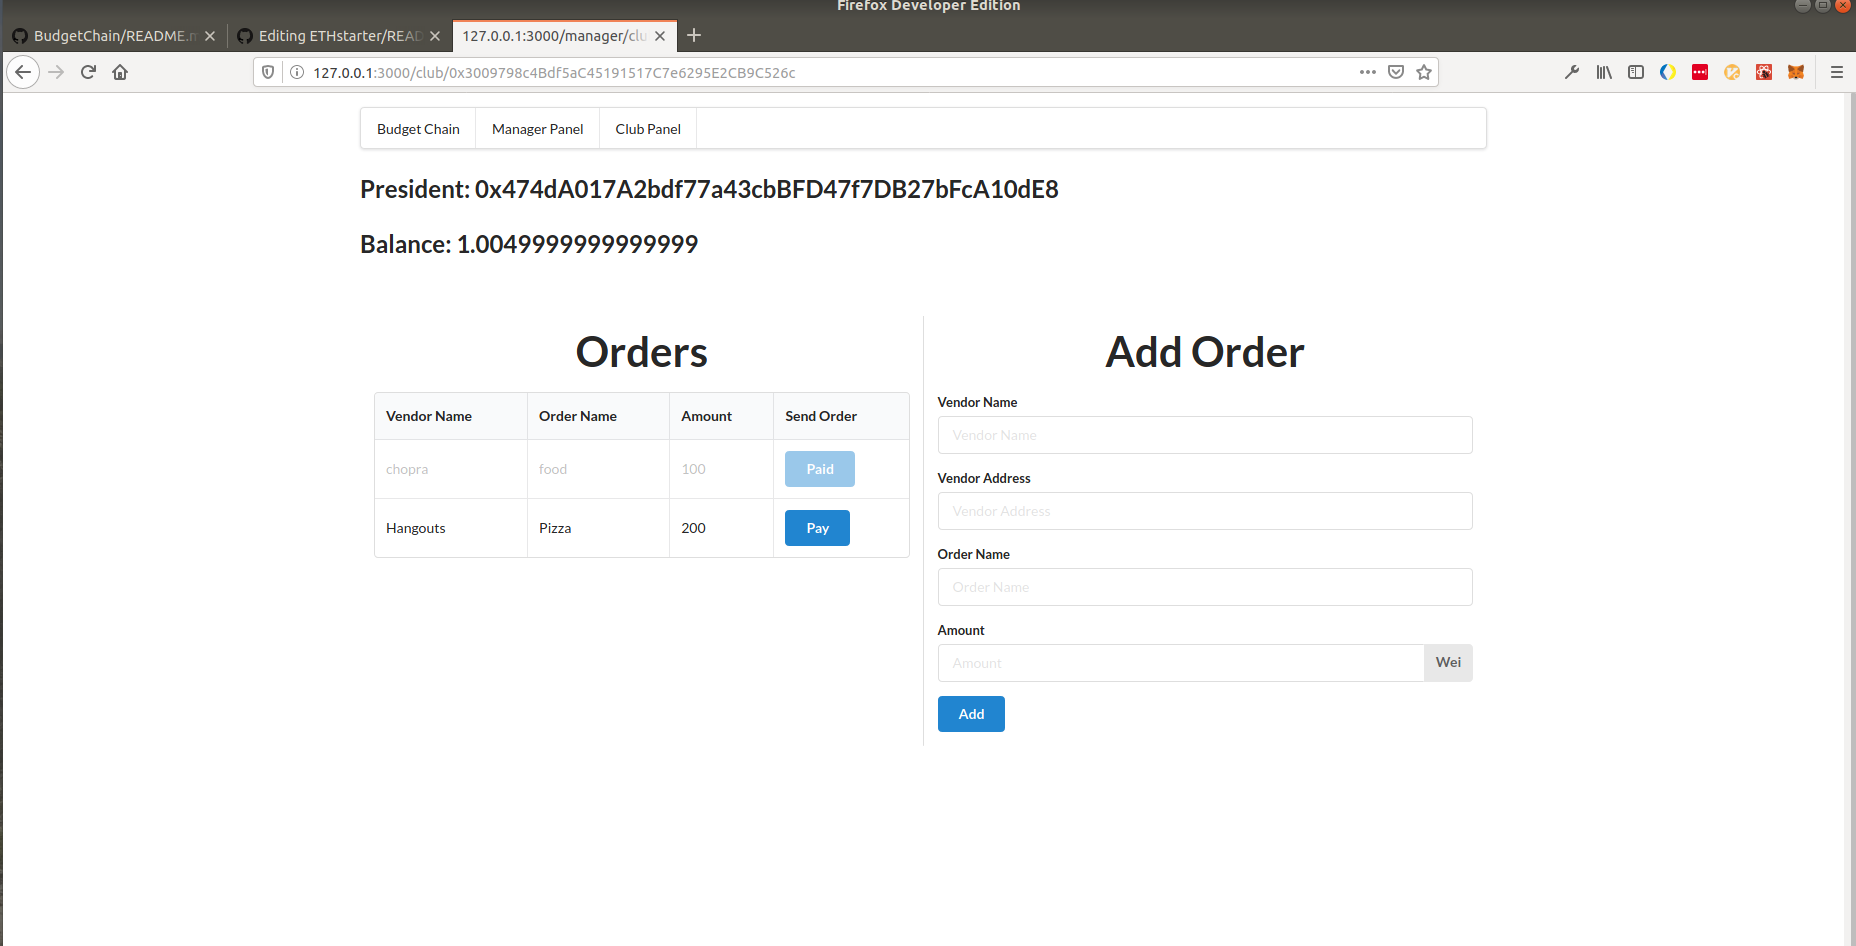 Firefox Developer Edition
BudgetChain/README.m
Editing ETHstarter/READ
127.0.0.1:3000/manager/clu
127.0.0.1:3000/club/0x3009798c4Bdf5aC45191517C7e6295E2CB9C526c
Budget Chain Manager Panel Club Panel
President: 0x474dA017A2bdf77a43cbBFD47f7DB27bFcA10dE8
Balance: 1.0049999999999999
Orders
Vendor Name Order Name Amount Send Order
chopra food 100 Paid
Hangouts Pizza 200 Pay
Add Order
Vendor Name
Vendor Name
Vendor Address
Vendor Address
Order Name
Order Name
Amount
Amount Wei
Add